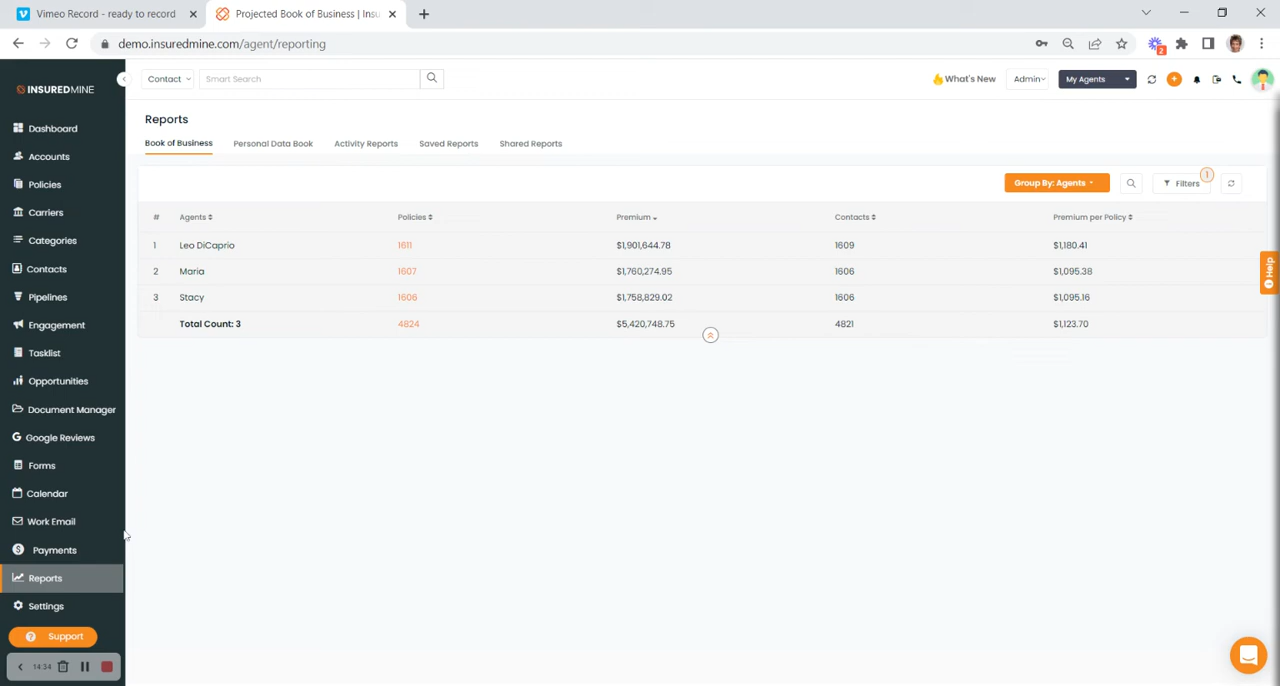 Vimeo Record - ready to record
Projected Book of Business | Insu
demo.insuredmine.com/agent/reporting
2
INSUREDMINE
Contact
Smart Search
What's New
Admin
My Agents
Dashboard
Accounts
Policies
Carriers
Categories
Contacts
Pipelines
Engagement
Tasklist
Opportunities
Document Manager
Google Reviews
Forms
Calendar
Work Email
Payments
Reports
Settings
Support
14:34
Reports
Book of Business Personal Data Book Activity Reports Saved Reports Shared Reports
Group By: Agents
Filters
1
# Agents Policies Premium Contacts Premium per Policy
1 Leo DiCaprio 1611 $1,901,644.78 1609 $1,180.41
2 Maria 1607 $1,760,274.95 1606 $1,095.38
3 Stacy 1606 $1,758,829.02 1606 $1,095.16
Total Count: 3 4824 $5,420,748.75 4821 $1,123.70
Help